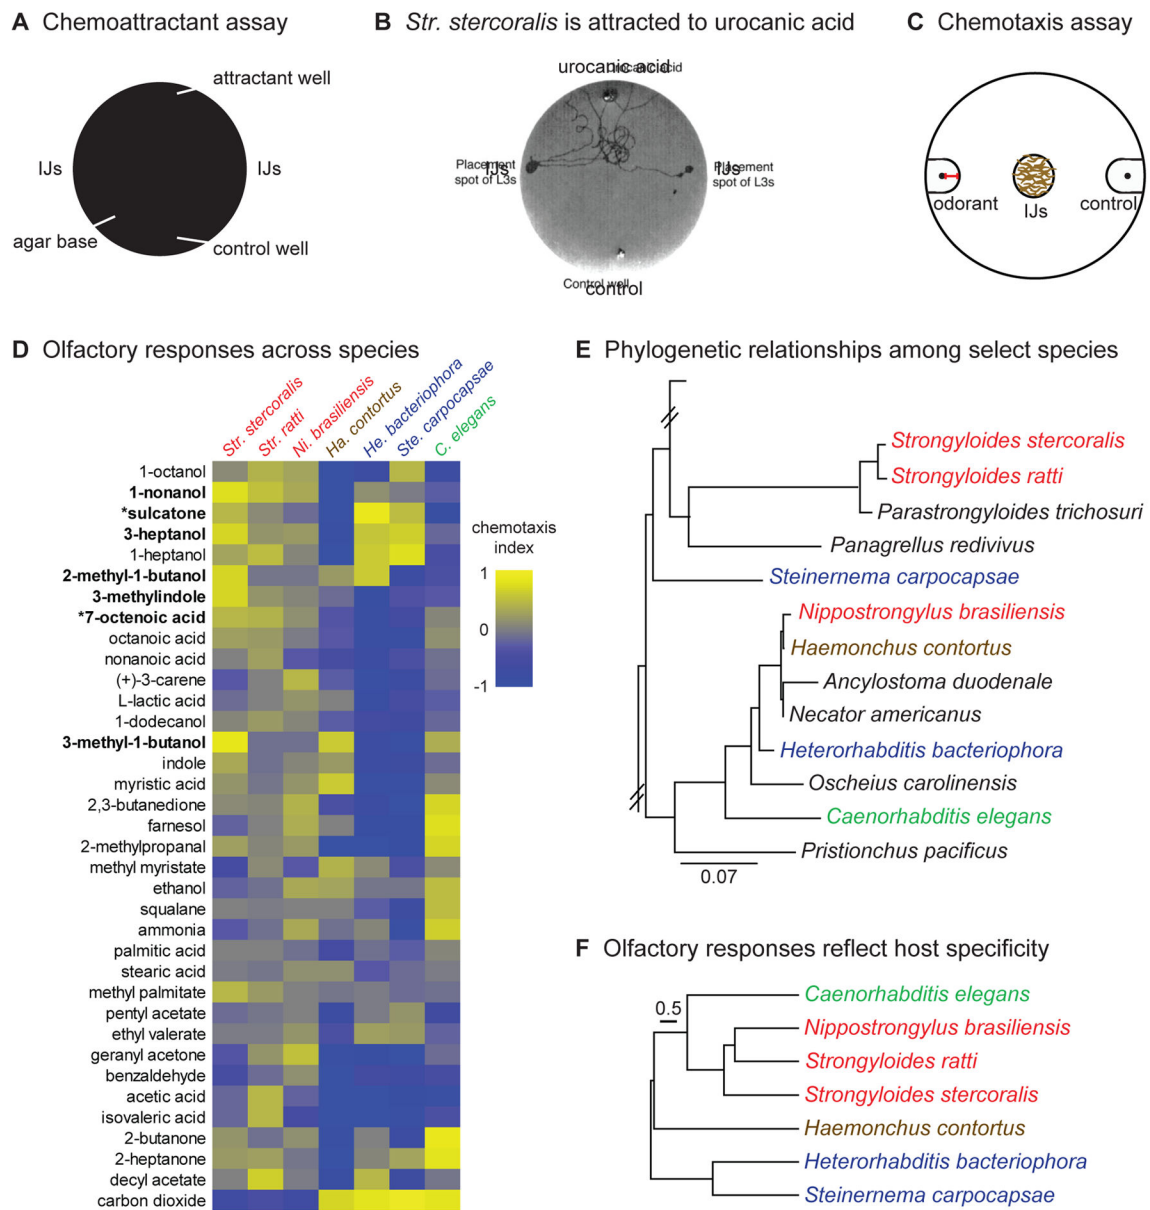 A Chemoattractant assay
attractant well
IJs
IJs
agar base
control well
B Str. stercoralis is attracted to urocanic acid
urocanic acid
Urocanic acid
Placement
spot of L3s
IJs
Placement
spot of L3s
IJs
Control well
control
C Chemotaxis assay
odorant
IJs
control
D Olfactory responses across species
Str. stercoralis
Str. ratti
Ni. brasiliensis
Ha. contortus
He. bacteriophora
Ste. carpocapsae
C. elegans
1-octanol
1-nonanol
*sulcatone
3-heptanol
1-heptanol
2-methyl-1-butanol
3-methylindole
*7-octenoic acid
octanoic acid
nonanoic acid
(+)-3-carene
L-lactic acid
1-dodecanol
3-methyl-1-butanol
indole
myristic acid
2,3-butanedione
farnesol
2-methylpropanal
methyl myristate
ethanol
squalane
ammonia
palmitic acid
stearic acid
methyl palmitate
pentyl acetate
ethyl valerate
geranyl acetone
benzaldehyde
acetic acid
isovaleric acid
2-butanone
2-heptanone
decyl acetate
carbon dioxide
chemotaxis
index
1
0
-1
E Phylogenetic relationships among select species
Strongyloides stercoralis
Strongyloides ratti
Parastrongyloides trichosuri
Panagrellus redivivus
Steinernema carpocapsae
Nippostrongylus brasiliensis
Haemonchus contortus
Ancylostoma duodenale
Necator americanus
Heterorhabditis bacteriophora
Oscheius carolinensis
Caenorhabditis elegans
Pristionchus pacificus
0.07
F Olfactory responses reflect host specificity
0.5
Caenorhabditis elegans
Nippostrongylus brasiliensis
Strongyloides ratti
Strongyloides stercoralis
Haemonchus contortus
Heterorhabditis bacteriophora
Steinernema carpocapsae